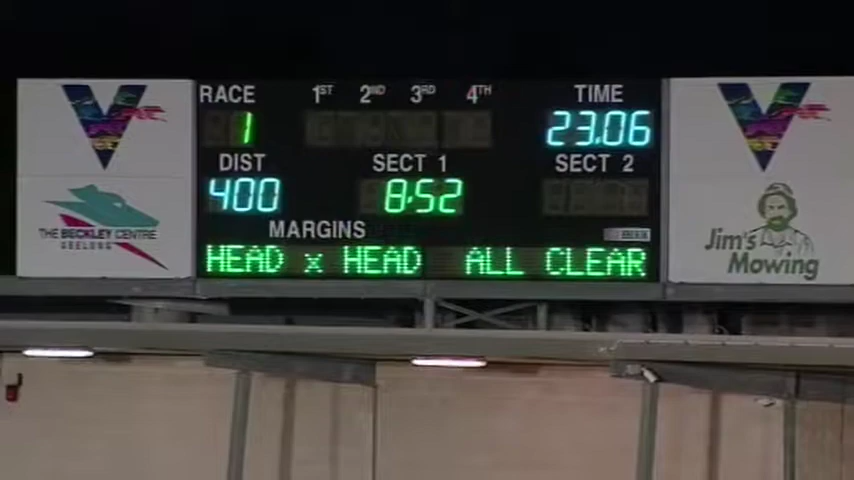 RACE 1ST 2ND 3RD 4TH TIME
1 23.06
DIST SECT 1 SECT 2
400 8.52
MARGINS
HEAD x HEAD ALL CLEAR
V
THE BECKLEY CENTRE
GEELONG
V
Jim's
Mowing